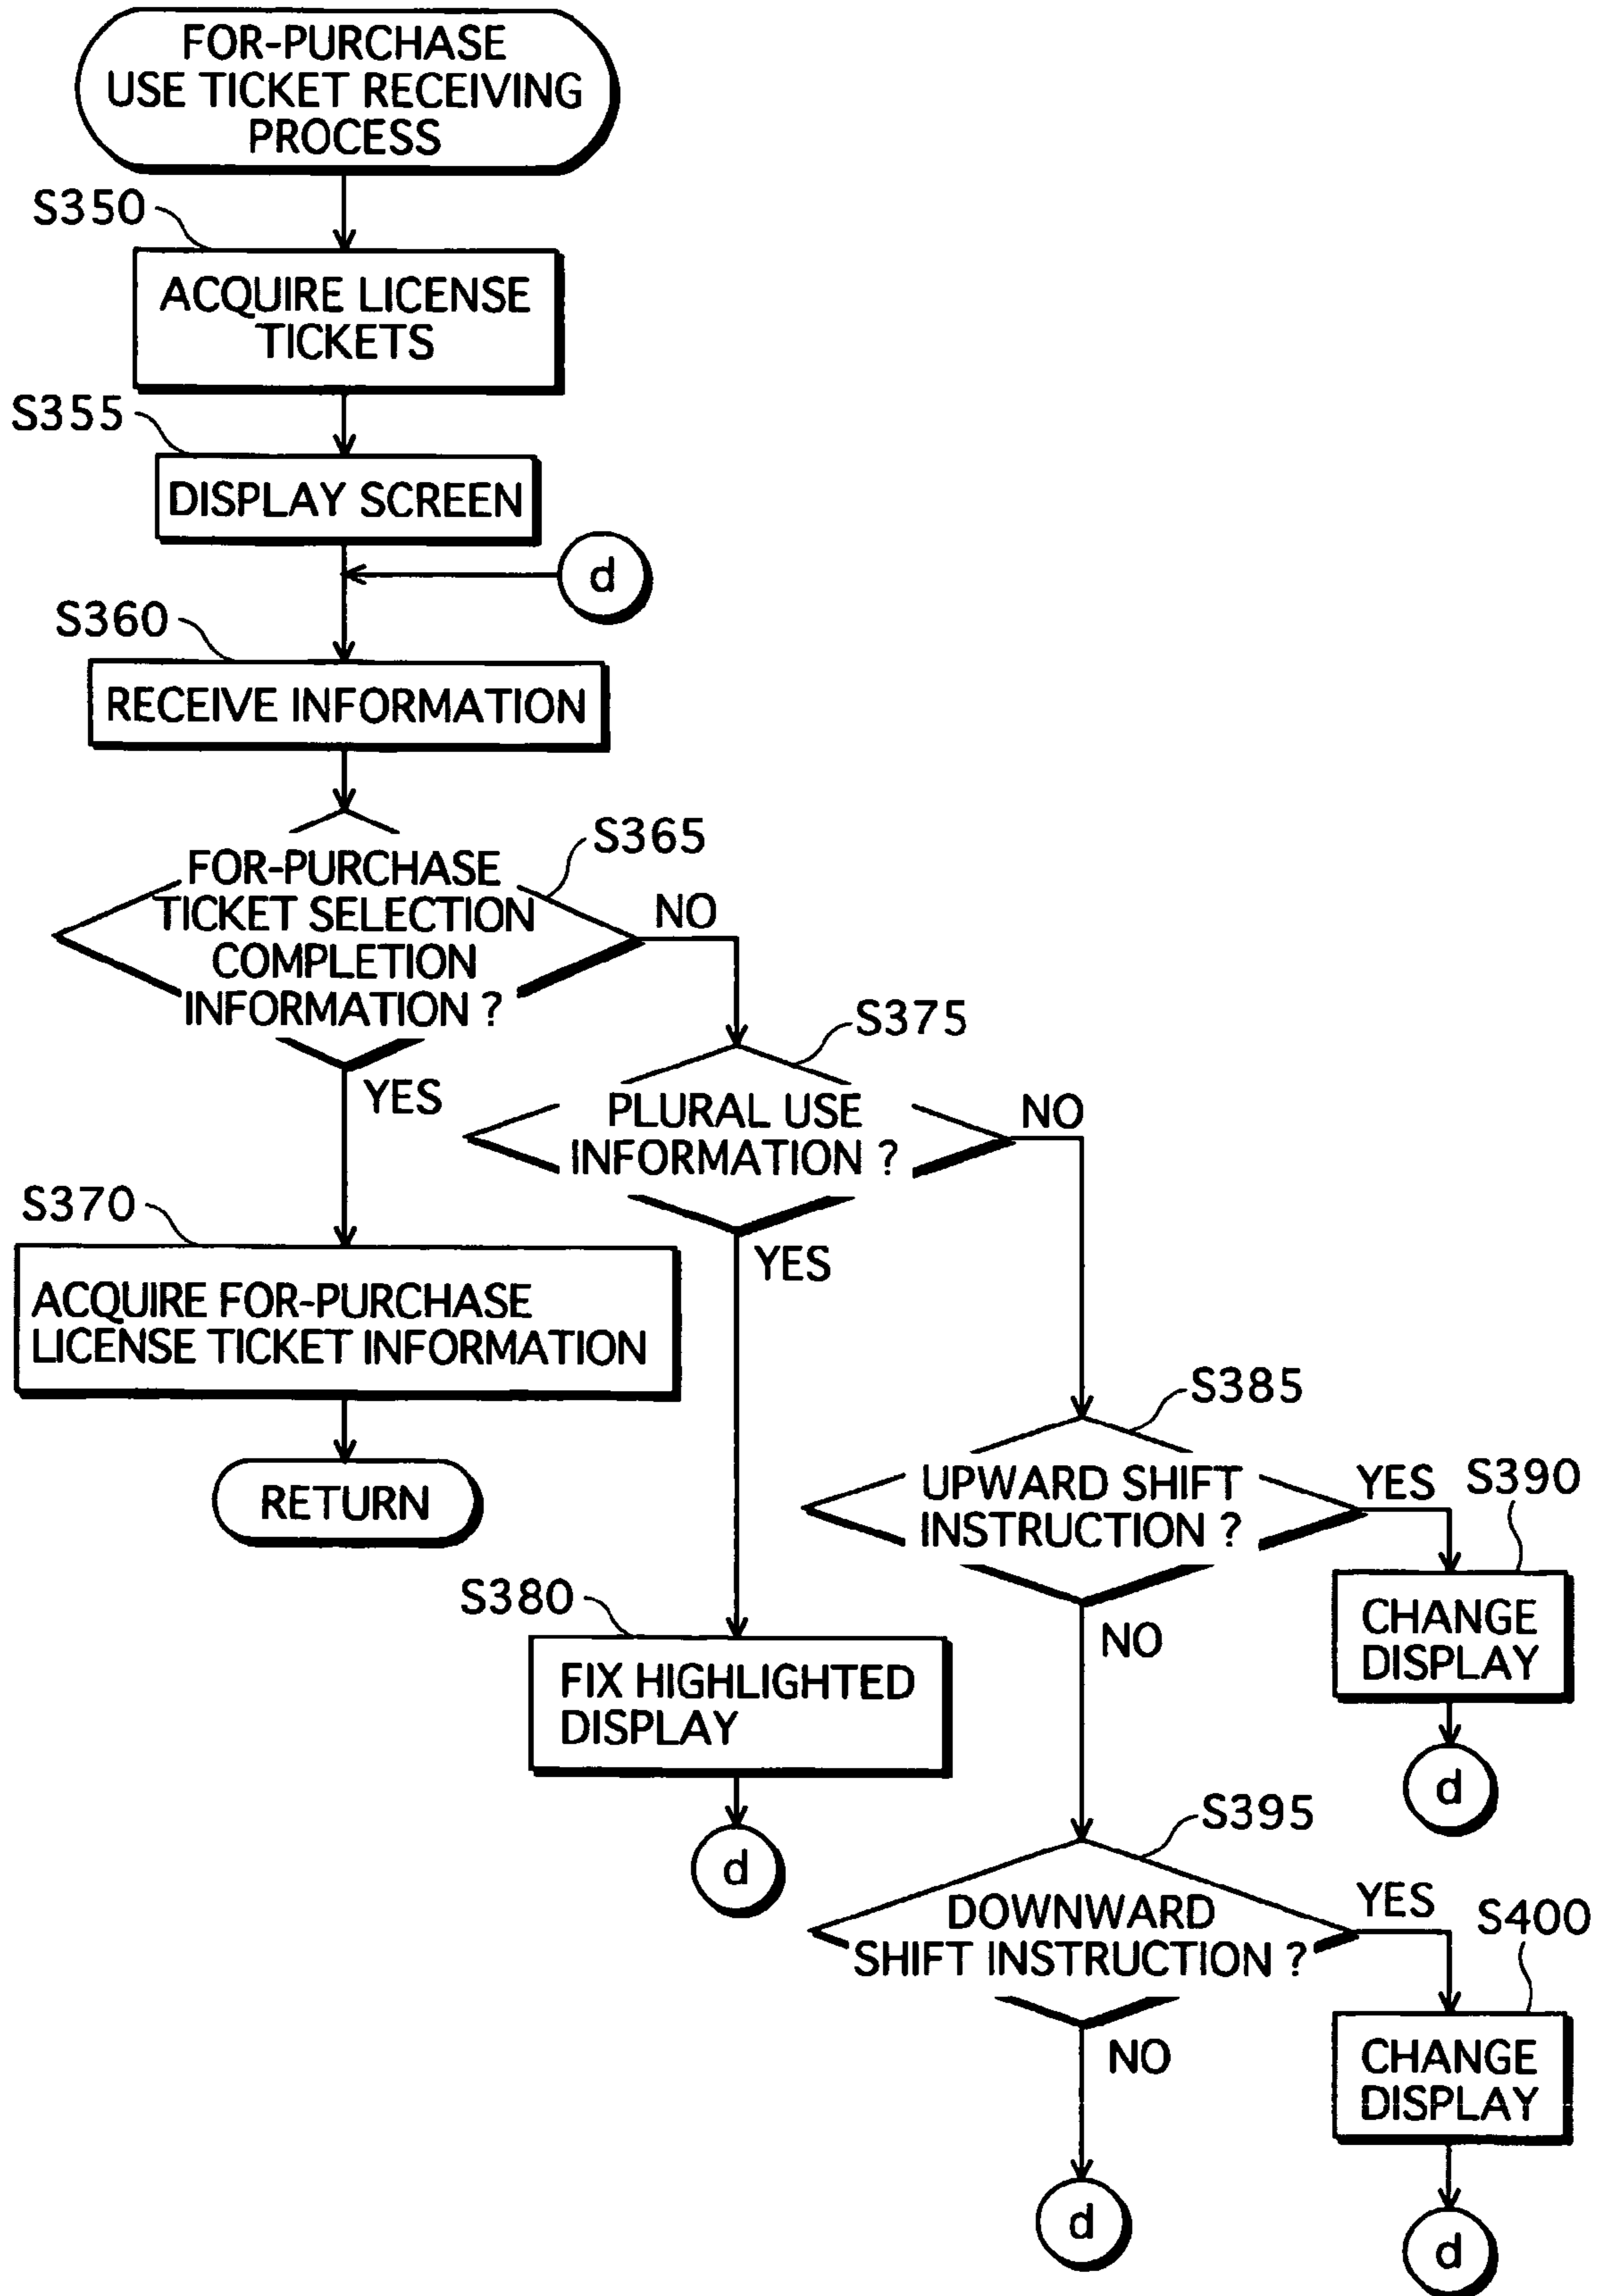 FOR-PURCHASE
USE TICKET RECEIVING
PROCESS
S350
ACQUIRE LICENSE
TICKETS
S355
DISPLAY SCREEN
d
S360
RECEIVE INFORMATION
S365
FOR-PURCHASE
TICKET SELECTION
COMPLETION
INFORMATION ?
NO
YES
S375
PLURAL USE
INFORMATION ?
NO
YES
S370
ACQUIRE FOR-PURCHASE
LICENSE TICKET INFORMATION
RETURN
S385
UPWARD SHIFT
INSTRUCTION ?
YES
S390
NO
CHANGE
DISPLAY
d
S380
FIX HIGHLIGHTED
DISPLAY
d
S395
DOWNWARD
SHIFT INSTRUCTION ?
YES
S400
NO
CHANGE
DISPLAY
d
d